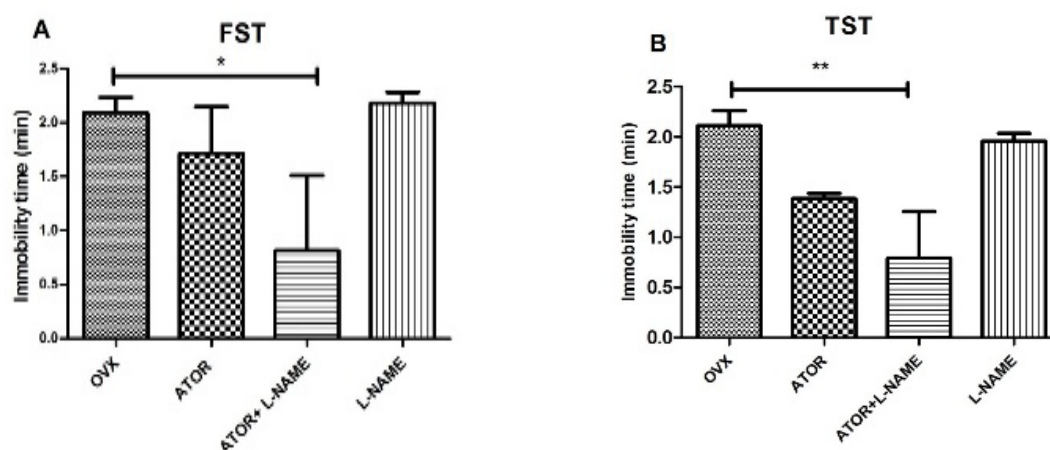 A
FST
*
Immobility time (min)
2.5
2.0
1.5
1.0
0.5
0.0
OVX
ATOR
ATOR+ L-NAME
L-NAME
B
TST
**
Immobility time (min)
2.5
2.0
1.5
1.0
0.5
0.0
OVX
ATOR
ATOR+L-NAME
L-NAME